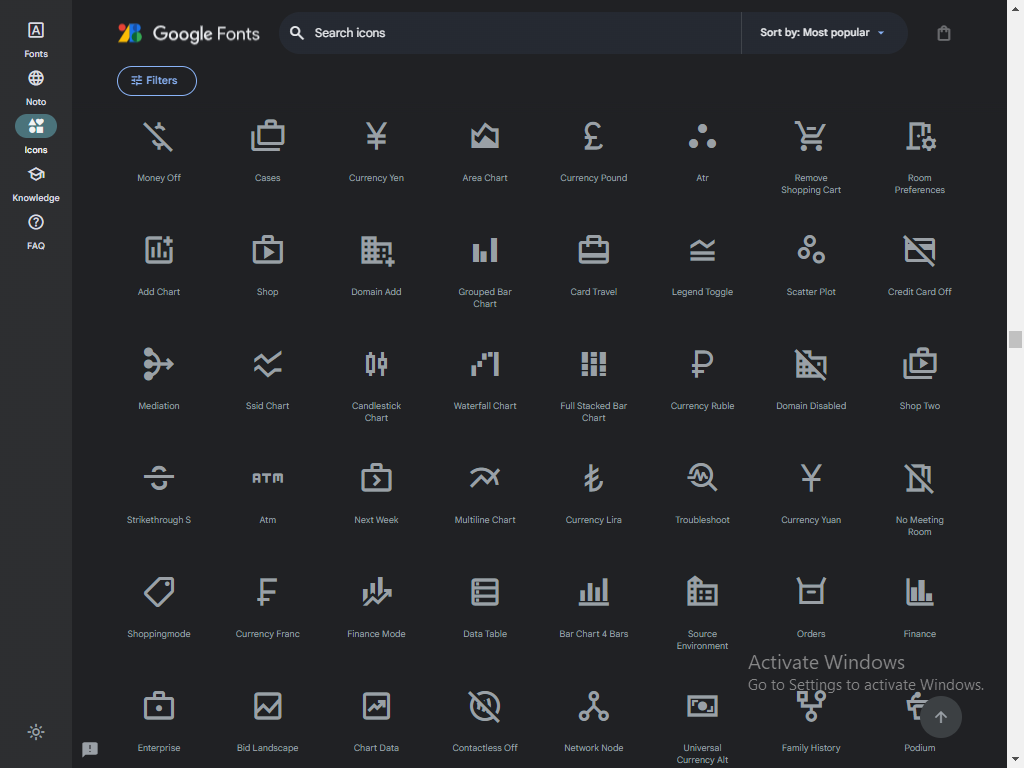 Fonts
Noto
Icons
Knowledge
FAQ
Google Fonts
Search icons
Sort by: Most popular
Filters
Money Off
Cases
Currency Yen
Area Chart
Currency Pound
Atr
Remove
Shopping Cart
Room
Preferences
Add Chart
Shop
Domain Add
Grouped Bar
Chart
Card Travel
Legend Toggle
Scatter Plot
Credit Card Off
Mediation
Ssid Chart
Candlestick
Chart
Waterfall Chart
Full Stacked Bar
Chart
Currency Ruble
Domain Disabled
Shop Two
Strikethrough S
ATM
Atm
Next Week
Multiline Chart
Currency Lira
Troubleshoot
Currency Yuan
No Meeting
Room
Shoppingmode
Currency Franc
Finance Mode
Data Table
Bar Chart 4 Bars
Source
Environment
Orders
Finance
Activate Windows
Go to Settings to activate Windows.
Enterprise
Bid Landscape
Chart Data
Contactless Off
Network Node
Universal
Currency Alt
Family History
Podium